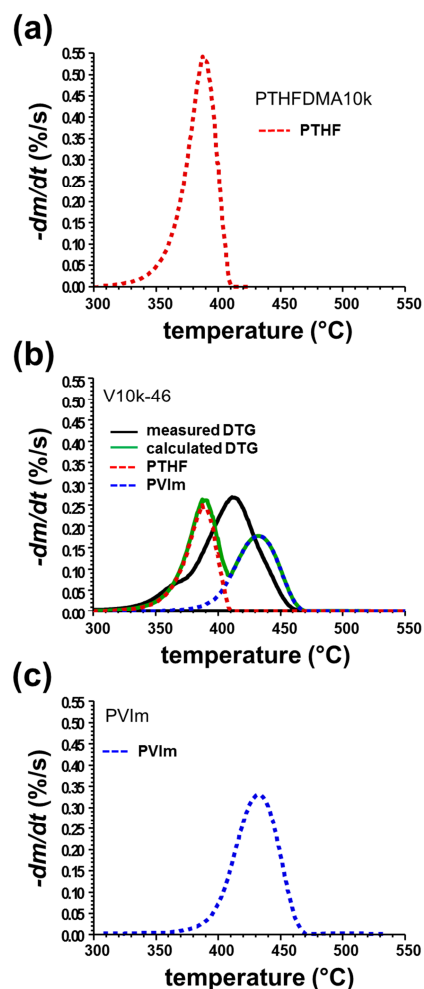 (a)
0.55
0.50
0.45
0.40
0.35
0.30
0.25
0.20
0.15
0.10
0.05
0.00
-dm/dt (%/s)
PTHFDMA10k
PTHF
300 350 400 450 500 550
temperature (°C)
(b)
0.55
0.50
0.45
0.40
0.35
0.30
0.25
0.20
0.15
0.10
0.05
0.00
-dm/dt (%/s)
V10k-46
measured DTG
calculated DTG
PTHF
PVIm
300 350 400 450 500 550
temperature (°C)
(c)
0.55
0.50
0.45
0.40
0.35
0.30
0.25
0.20
0.15
0.10
0.05
0.00
-dm/dt (%/s)
PVIm
PVIm
300 350 400 450 500 550
temperature (°C)